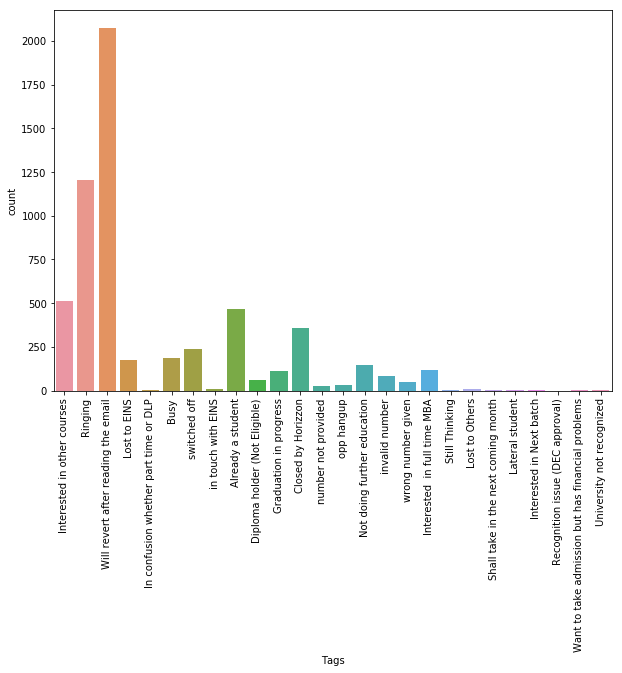 2000
1750
1500
1250
1000
750
500
250
0
count
Interested in other courses
Ringing
Will revert after reading the email
Lost to EINS
In confusion whether part time or DLP
Busy
switched off
in touch with EINS
Already a student
Diploma holder (Not Eligible)
Graduation in progress
Closed by Horizzon
number not provided
opp hangup
Not doing further education
invalid number
wrong number given
Interested  in full time MBA
Still Thinking
Lost to Others
Shall take in the next coming month
Lateral student
Interested in Next batch
Recognition issue (DEC approval)
Want to take admission but has financial problems
University not recognized
Tags